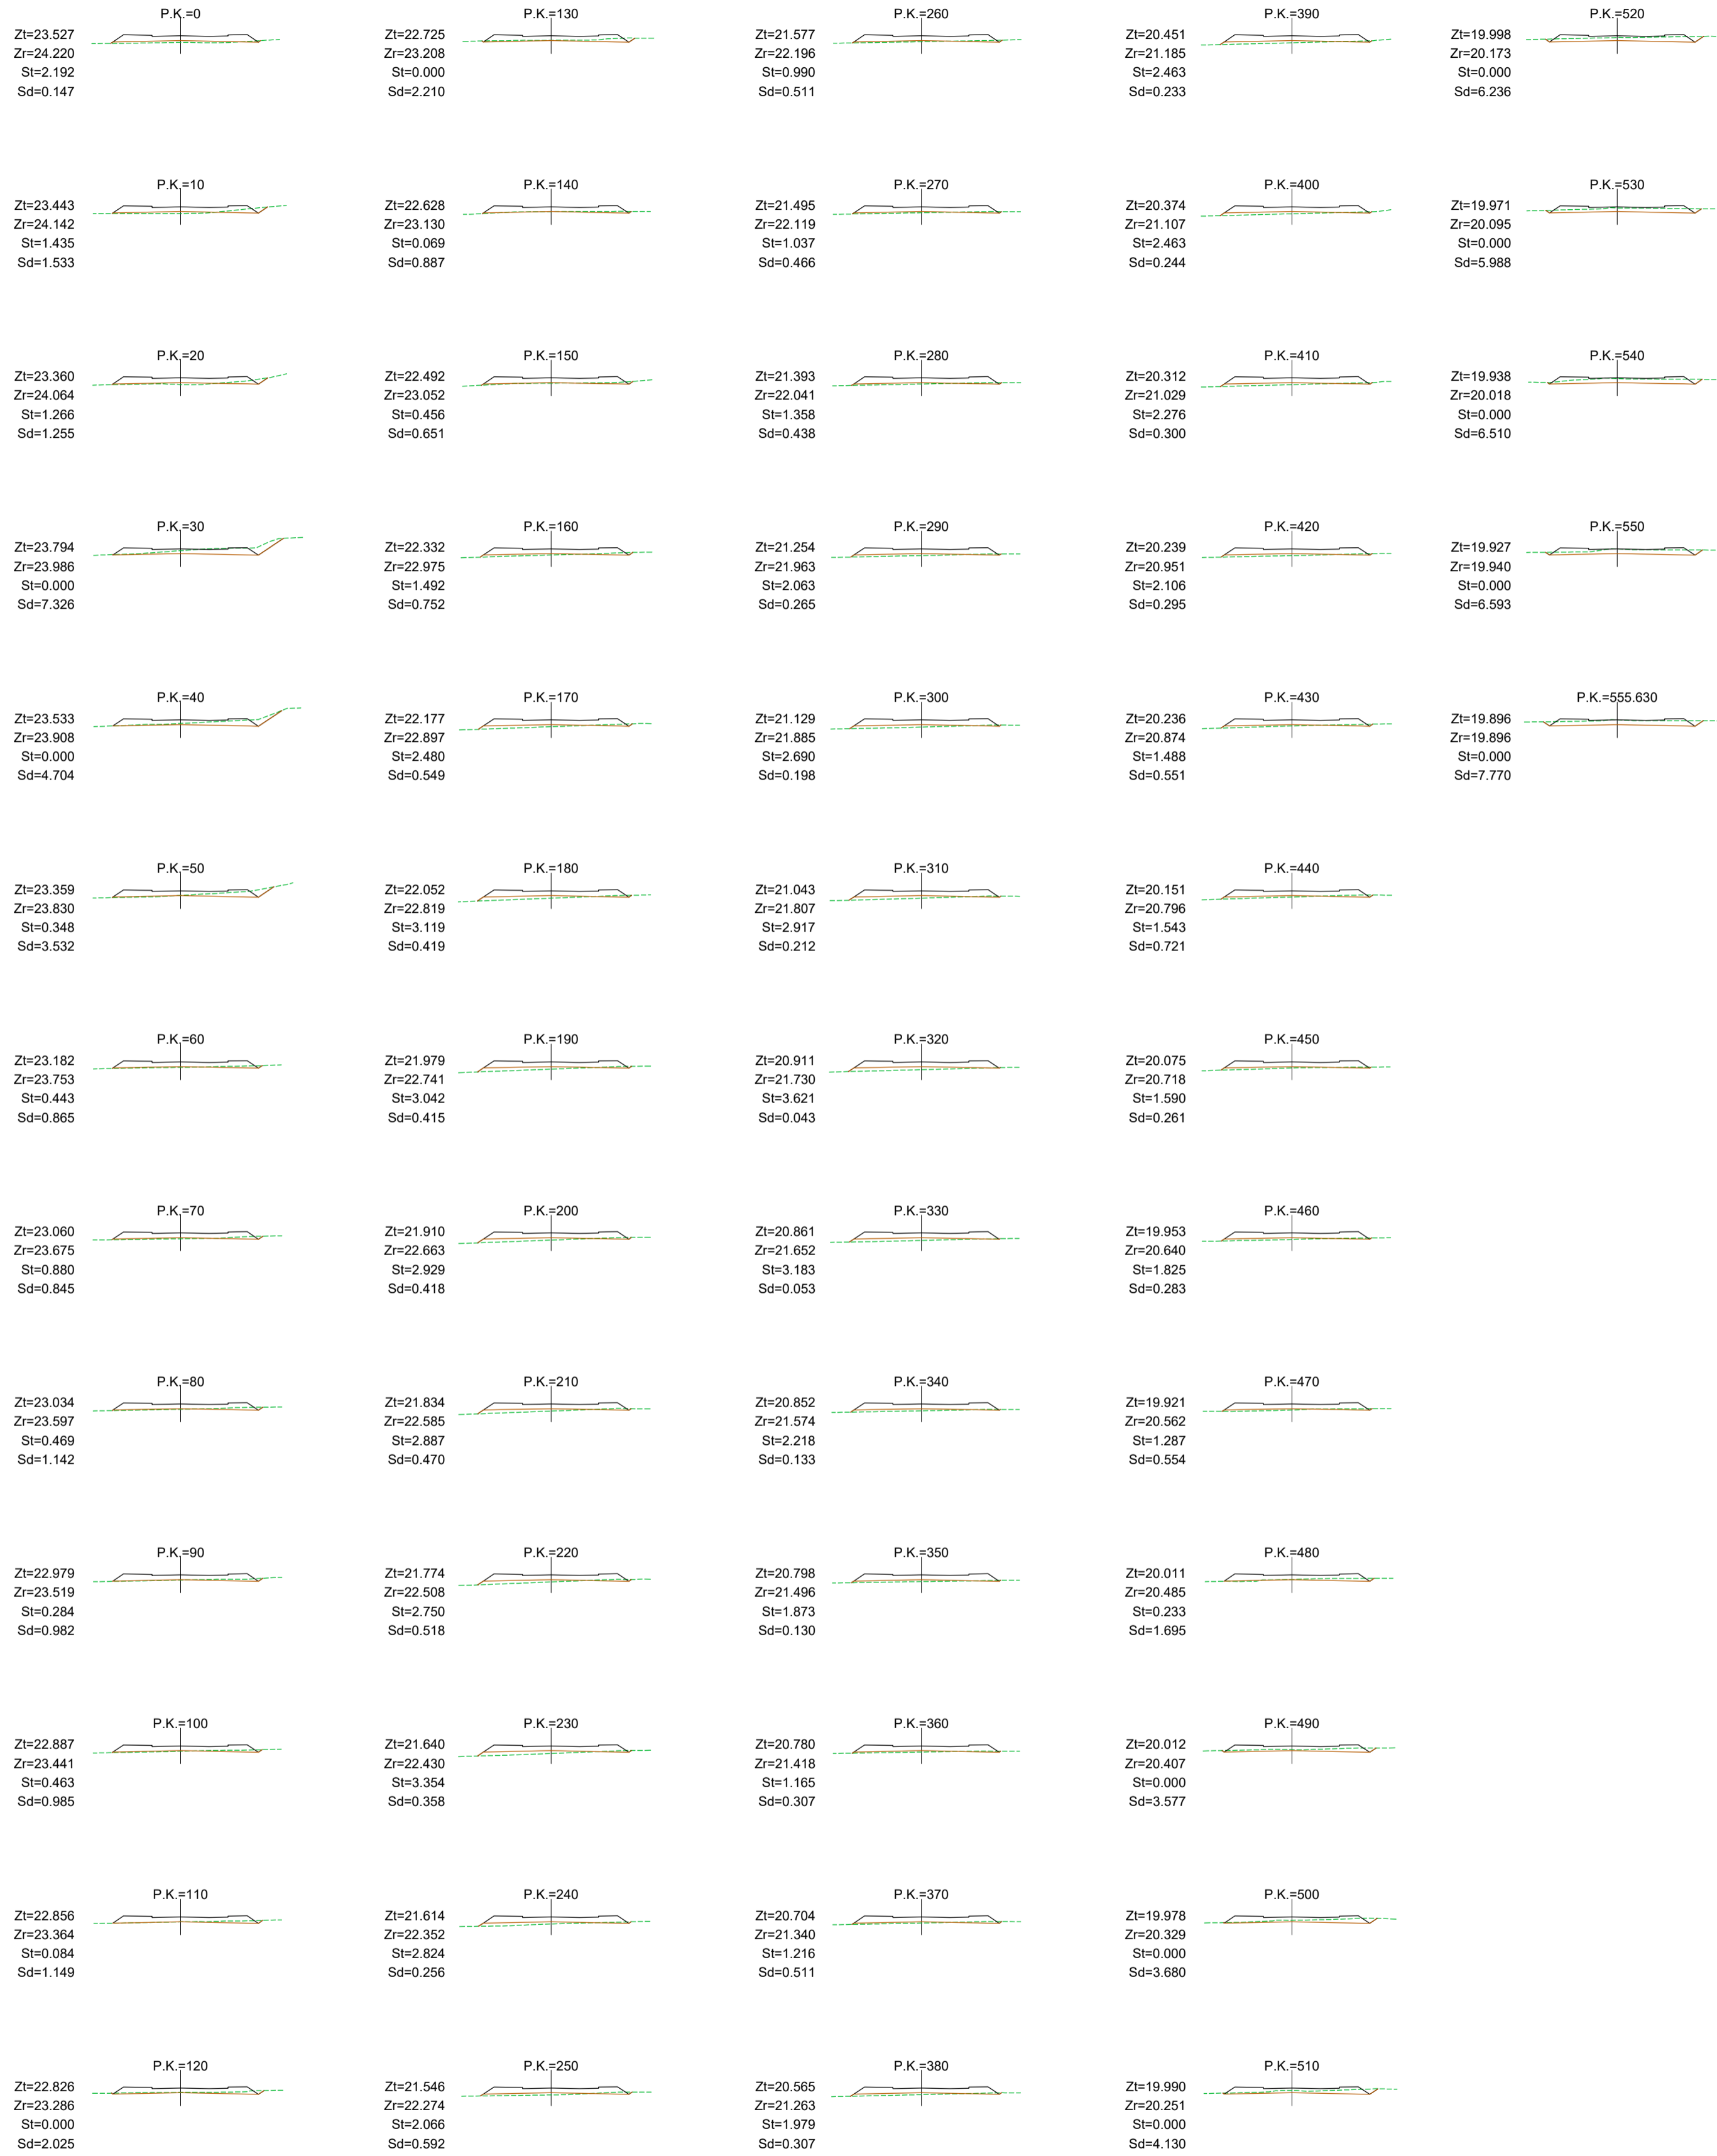 P.K.=0
Zt=23.527
Zr=24.220
St=2.192
Sd=0.147
P.K.=10
Zt=23.443
Zr=24.142
St=1.435
Sd=1.533
P.K.=20
Zt=23.360
Zr=24.064
St=1.266
Sd=1.255
P.K.=30
Zt=23.794
Zr=23.986
St=0.000
Sd=7.326
P.K.=40
Zt=23.533
Zr=23.908
St=0.000
Sd=4.704
P.K.=50
Zt=23.359
Zr=23.830
St=0.348
Sd=3.532
P.K.=60
Zt=23.182
Zr=23.753
St=0.443
Sd=0.865
P.K.=70
Zt=23.060
Zr=23.675
St=0.880
Sd=0.845
P.K.=80
Zt=23.034
Zr=23.597
St=0.469
Sd=1.142
P.K.=90
Zt=22.979
Zr=23.519
St=0.284
Sd=0.982
P.K.=100
Zt=22.887
Zr=23.441
St=0.463
Sd=0.985
P.K.=110
Zt=22.856
Zr=23.364
St=0.084
Sd=1.149
P.K.=120
Zt=22.826
Zr=23.286
St=0.000
Sd=2.025
P.K.=130
Zt=22.725
Zr=23.208
St=0.000
Sd=2.210
P.K.=140
Zt=22.628
Zr=23.130
St=0.069
Sd=0.887
P.K.=150
Zt=22.492
Zr=23.052
St=0.456
Sd=0.651
P.K.=160
Zt=22.332
Zr=22.975
St=1.492
Sd=0.752
P.K.=170
Zt=22.177
Zr=22.897
St=2.480
Sd=0.549
P.K.=180
Zt=22.052
Zr=22.819
St=3.119
Sd=0.419
P.K.=190
Zt=21.979
Zr=22.741
St=3.042
Sd=0.415
P.K.=200
Zt=21.910
Zr=22.663
St=2.929
Sd=0.418
P.K.=210
Zt=21.834
Zr=22.585
St=2.887
Sd=0.470
P.K.=220
Zt=21.774
Zr=22.508
St=2.750
Sd=0.518
P.K.=230
Zt=21.640
Zr=22.430
St=3.354
Sd=0.358
P.K.=240
Zt=21.614
Zr=22.352
St=2.824
Sd=0.256
P.K.=250
Zt=21.546
Zr=22.274
St=2.066
Sd=0.592
P.K.=260
Zt=21.577
Zr=22.196
St=0.990
Sd=0.511
P.K.=270
Zt=21.495
Zr=22.119
St=1.037
Sd=0.466
P.K.=280
Zt=21.393
Zr=22.041
St=1.358
Sd=0.438
P.K.=290
Zt=21.254
Zr=21.963
St=2.063
Sd=0.265
P.K.=300
Zt=21.129
Zr=21.885
St=2.690
Sd=0.198
P.K.=310
Zt=21.043
Zr=21.807
St=2.917
Sd=0.212
P.K.=320
Zt=20.911
Zr=21.730
St=3.621
Sd=0.043
P.K.=330
Zt=20.861
Zr=21.652
St=3.183
Sd=0.053
P.K.=340
Zt=20.852
Zr=21.574
St=2.218
Sd=0.133
P.K.=350
Zt=20.798
Zr=21.496
St=1.873
Sd=0.130
P.K.=360
Zt=20.780
Zr=21.418
St=1.165
Sd=0.307
P.K.=370
Zt=20.704
Zr=21.340
St=1.216
Sd=0.511
P.K.=380
Zt=20.565
Zr=21.263
St=1.979
Sd=0.307
P.K.=390
Zt=20.451
Zr=21.185
St=2.463
Sd=0.233
P.K.=400
Zt=20.374
Zr=21.107
St=2.463
Sd=0.244
P.K.=410
Zt=20.312
Zr=21.029
St=2.276
Sd=0.300
P.K.=420
Zt=20.239
Zr=20.951
St=2.106
Sd=0.295
P.K.=430
Zt=20.236
Zr=20.874
St=1.488
Sd=0.551
P.K.=440
Zt=20.151
Zr=20.796
St=1.543
Sd=0.721
P.K.=450
Zt=20.075
Zr=20.718
St=1.590
Sd=0.261
P.K.=460
Zt=19.953
Zr=20.640
St=1.825
Sd=0.283
P.K.=470
Zt=19.921
Zr=20.562
St=1.287
Sd=0.554
P.K.=480
Zt=20.011
Zr=20.485
St=0.233
Sd=1.695
P.K.=490
Zt=20.012
Zr=20.407
St=0.000
Sd=3.577
P.K.=500
Zt=19.978
Zr=20.329
St=0.000
Sd=3.680
P.K.=510
Zt=19.990
Zr=20.251
St=0.000
Sd=4.130
P.K.=520
Zt=19.998
Zr=20.173
St=0.000
Sd=6.236
P.K.=530
Zt=19.971
Zr=20.095
St=0.000
Sd=5.988
P.K.=540
Zt=19.938
Zr=20.018
St=0.000
Sd=6.510
P.K.=550
Zt=19.927
Zr=19.940
St=0.000
Sd=6.593
P.K.=555.630
Zt=19.896
Zr=19.896
St=0.000
Sd=7.770